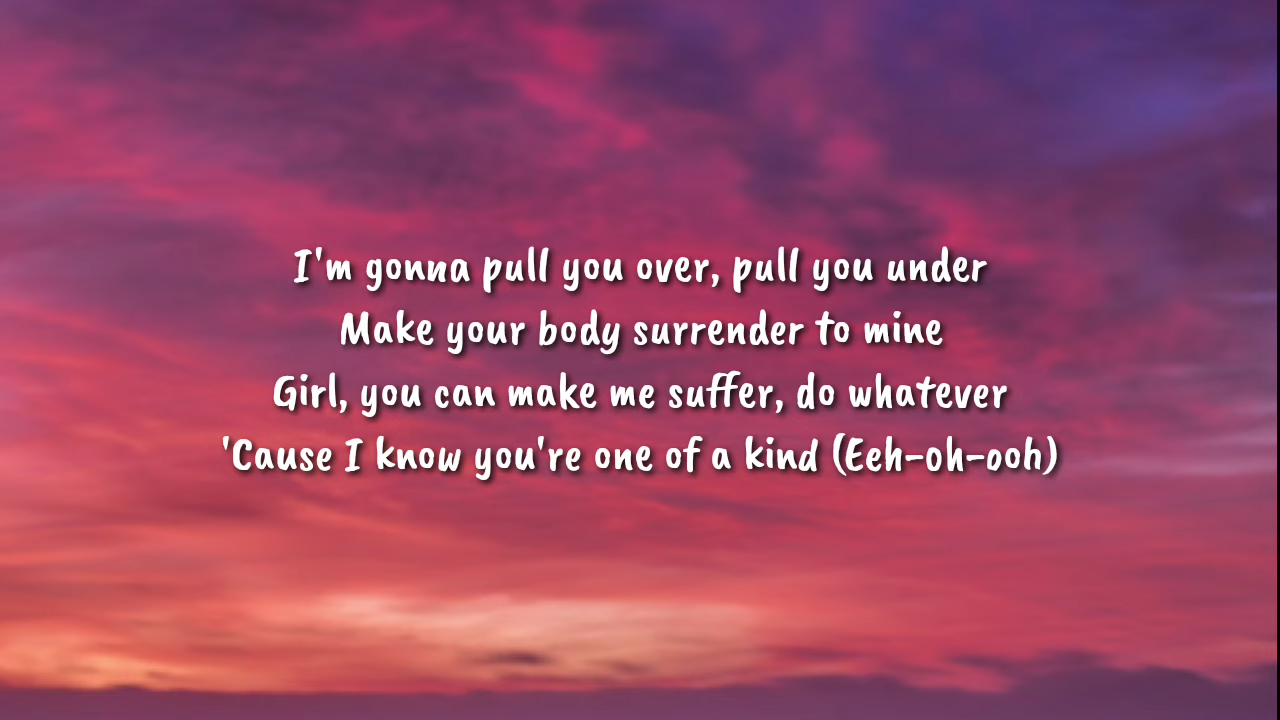 I'm gonna pull you over, pull you under
Make your body surrender to mine
Girl, you can make me suffer, do whatever
'Cause I know you're one of a kind (Eeh-oh-ooh)